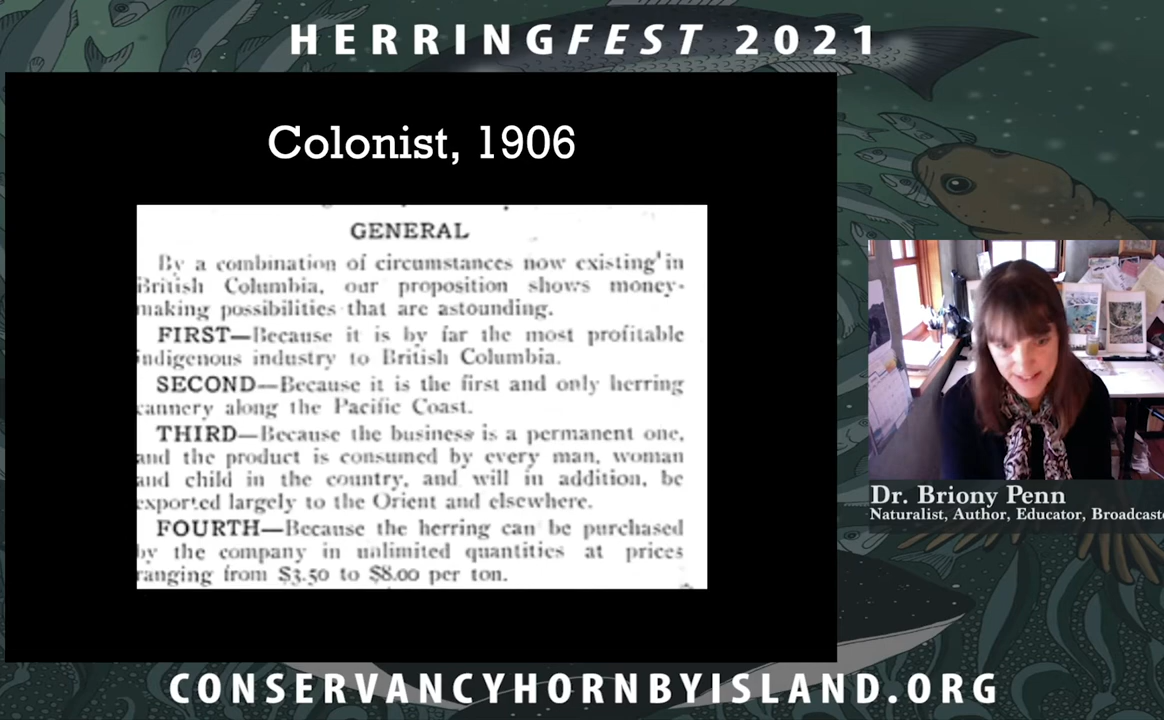 HERRINGFEST 2021
Colonist, 1906
GENERAL
By a combination of circumstances now existing in
British Columbia, our proposition shows money-
making possibilities that are astounding.
FIRST—Because it is by far the most profitable
indigenous industry to British Columbia.
SECOND—Because it is the first and only herring
cannery along the Pacific Coast.
THIRD—Because the business is a permanent one,
and the product is consumed by every man, woman
and child in the country, and will in addition, be
exported largely to the Orient and elsewhere.
FOURTH—Because the herring can be purchased
by the company in unlimited quantities at prices
ranging from $3.50 to $8.00 per ton.
Dr. Briony Penn
Naturalist, Author, Educator, Broadcaste
CONSERVANCYHORNBYISLAND.ORG